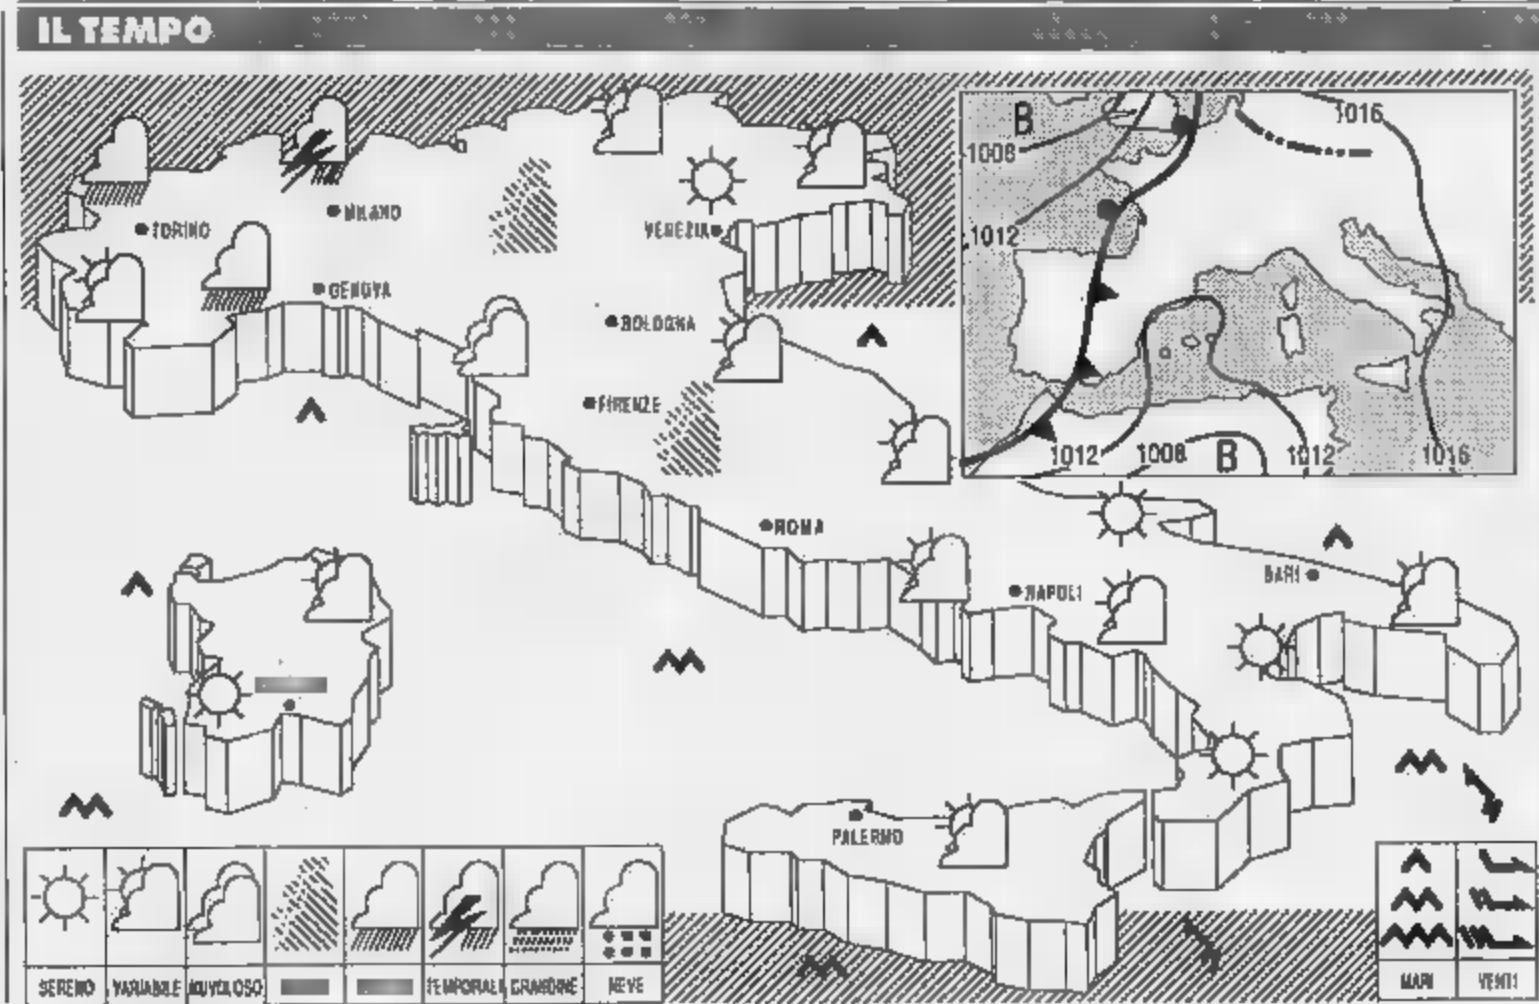 IL TEMPO
B
1016
1008
MILANO
TORINO
VENEZIA
1012
GENOVA
BOLOGNA
FIRENZE
1012
1008
B
1012
1016
ROMA
BARI
NAPOLI
PALERMO
SERENO
VARIABILE
NUVOLOSO
TEMPORALI
GRANDINE
NEVE
MARI
VENTI